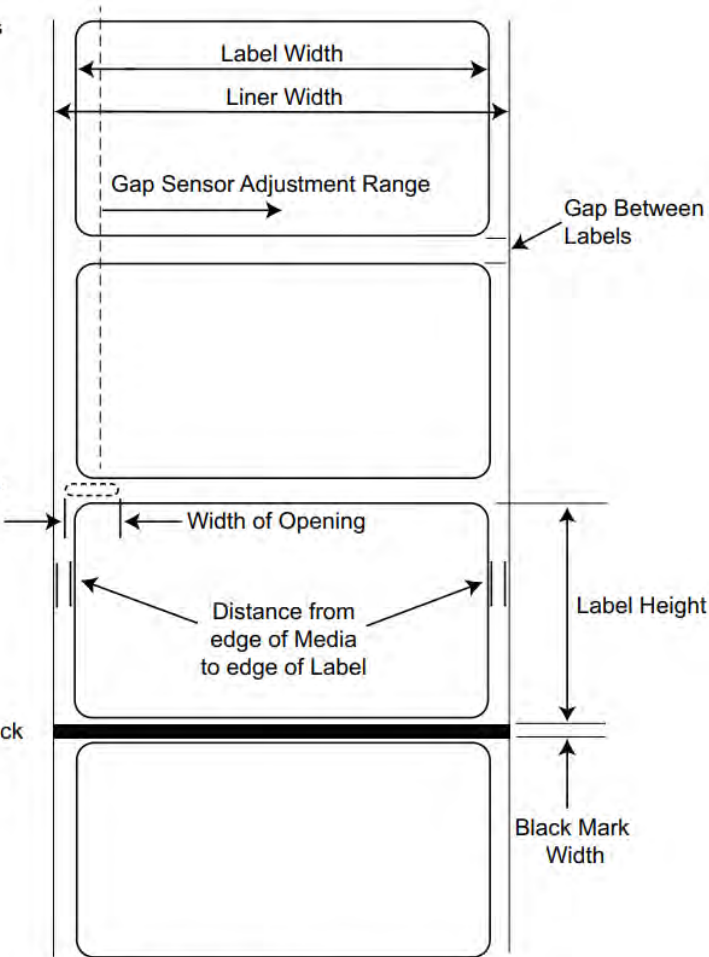 s
Label Width
Liner Width
Gap Sensor Adjustment Range
Gap Between
Labels
Width of Opening
Distance from
edge of Media
to edge of Label
Label Height
ck
Black Mark
Width